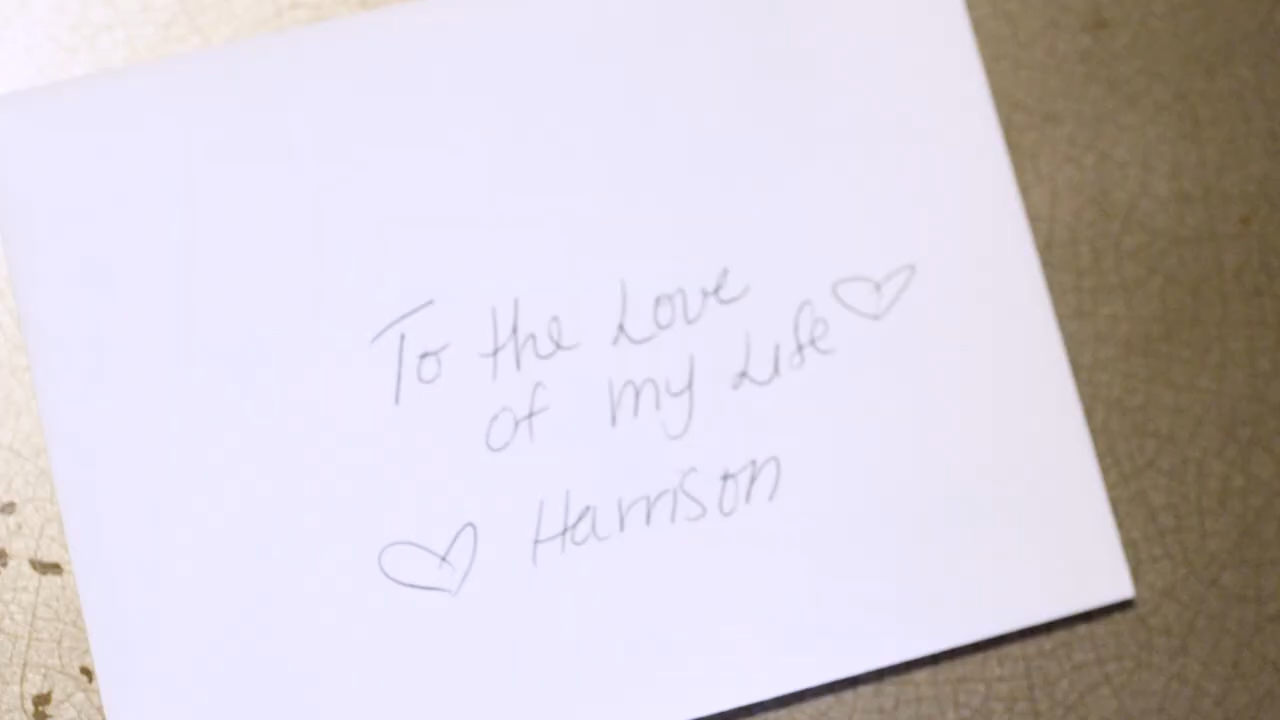 To the Love
of my Life ♡
♡ Harrison